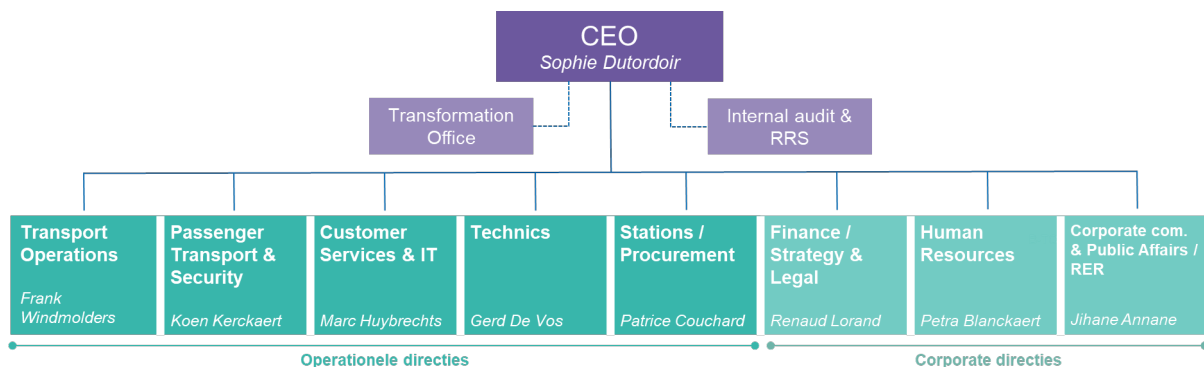 CEO
Sophie Dutordoir
Transformation
Office
Internal audit &
RRS
Transport
Operations
Frank
Windmolders
Passenger
Transport &
Security
Koen Kerckaert
Customer
Services & IT
Marc Huybrechts
Technics
Gerd De Vos
Stations /
Procurement
Patrice Couchard
Finance /
Strategy &
Legal
Renaud Lorand
Human
Resources
Petra Blanckaert
Corporate com.
& Public Affairs /
RER
Jihane Annane
Operationele directies
Corporate directies